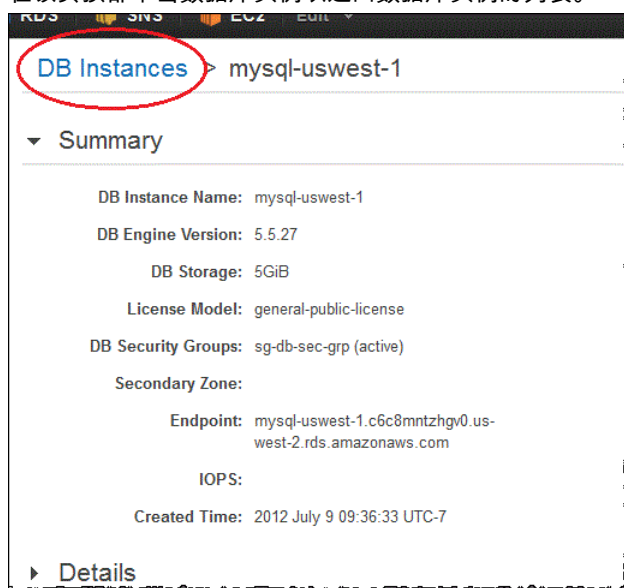 RDS SNS EC2 Edit
DB Instances > mysql-uswest-1
Summary
DB Instance Name: mysql-uswest-1
DB Engine Version: 5.5.27
DB Storage: 5GiB
License Model: general-public-license
DB Security Groups: sg-db-sec-grp (active)
Secondary Zone:
Endpoint: mysql-uswest-1.c6c8mntzhgv0.us-
west-2.rds.amazonaws.com
IOPS:
Created Time: 2012 July 9 09:36:33 UTC-7
Details